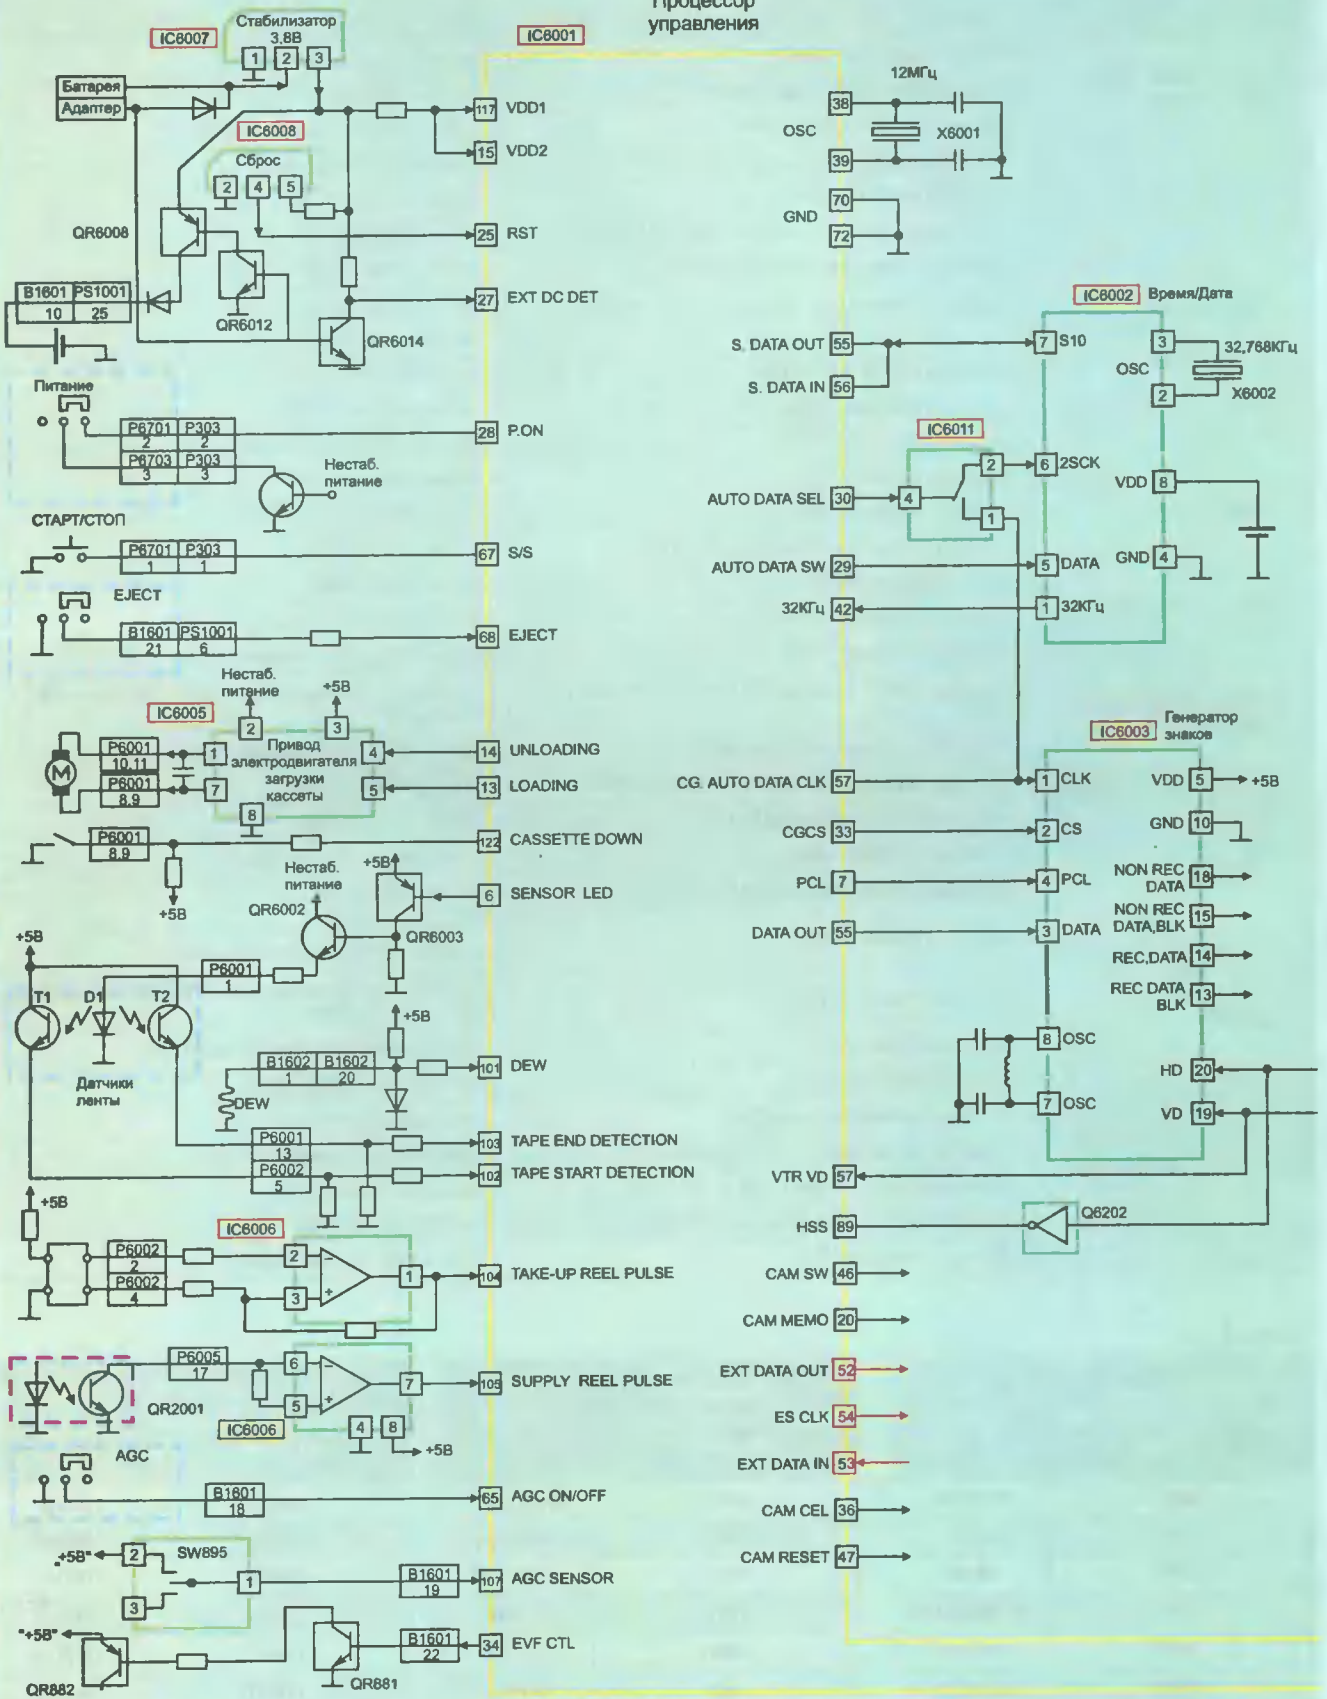 Процессор
управления
IC6007
Стабилизатор
3,8В
1 2 3
IC6001
Батарея
Адаптер
117 VDD1
15 VDD2
IC6008
Сброс
2 4 5
QR6008
25 RST
QR6012
27 EXT DC DET
QR6014
B1601 PS1001
10 25
Питание
P6701 P303
2 2
P6703 P303
3 3
28 P.ON
Нестаб.
питание
СТАРТ/СТОП
P6701 P303
1 1
67 S/S
EJECT
B1601 PS1001
21 6
68 EJECT
Нестаб.
питание
+5В
IC6005
2 3
Привод
электродвигателя
загрузки
кассеты
1 4
7 5
8
M
P6001
10,11
P6001
8,9
14 UNLOADING
13 LOADING
P6001
8,9
122 CASSETTE DOWN
+5В
Нестаб.
питание
+5В
6 SENSOR LED
QR6002
QR6003
+5В
P6001
1
T1 D1 T2
Датчики
ленты
+5В
B1602 B1602
1 20
DEW
101 DEW
P6001
13
103 TAPE END DETECTION
P6002
5
102 TAPE START DETECTION
+5В
IC6006
P6002
2
P6002
4
2 −
3 +
1
104 TAKE-UP REEL PULSE
P6005
17
QR2001
6 −
5 +
7
4 8
+5В
IC6006
105 SUPPLY REEL PULSE
AGC
B1601
18
65 AGC ON/OFF
"+5В"
2
SW895
1
3
B1601
19
107 AGC SENSOR
"+5В"
QR882
QR881
B1601
22
34 EVF CTL
12МГц
38
OSC
39
X6001
70
GND
72
IC6002 Время/Дата
S. DATA OUT 55
S. DATA IN 56
7 S10
3
OSC
2
32,768КГц
X6002
IC6011
AUTO DATA SEL 30
4 2 1
6 2SCK
VDD 8
AUTO DATA SW 29
5 DATA
GND 4
32КГц 42
1 32КГц
IC6003
Генератор
знаков
CG. AUTO DATA CLK 57
1 CLK
VDD 5
+5В
CGCS 33
2 CS
GND 10
PCL 7
4 PCL
NON REC
DATA
18
NON REC
DATA,BLK
15
DATA OUT 55
3 DATA
REC,DATA 14
REC DATA
BLK
13
8 OSC
7 OSC
HD 20
VD 19
VTR VD 57
HSS 89
Q6202
CAM SW 46
CAM MEMO 20
EXT DATA OUT 52
ES CLK 54
EXT DATA IN 53
CAM CEL 36
CAM RESET 47